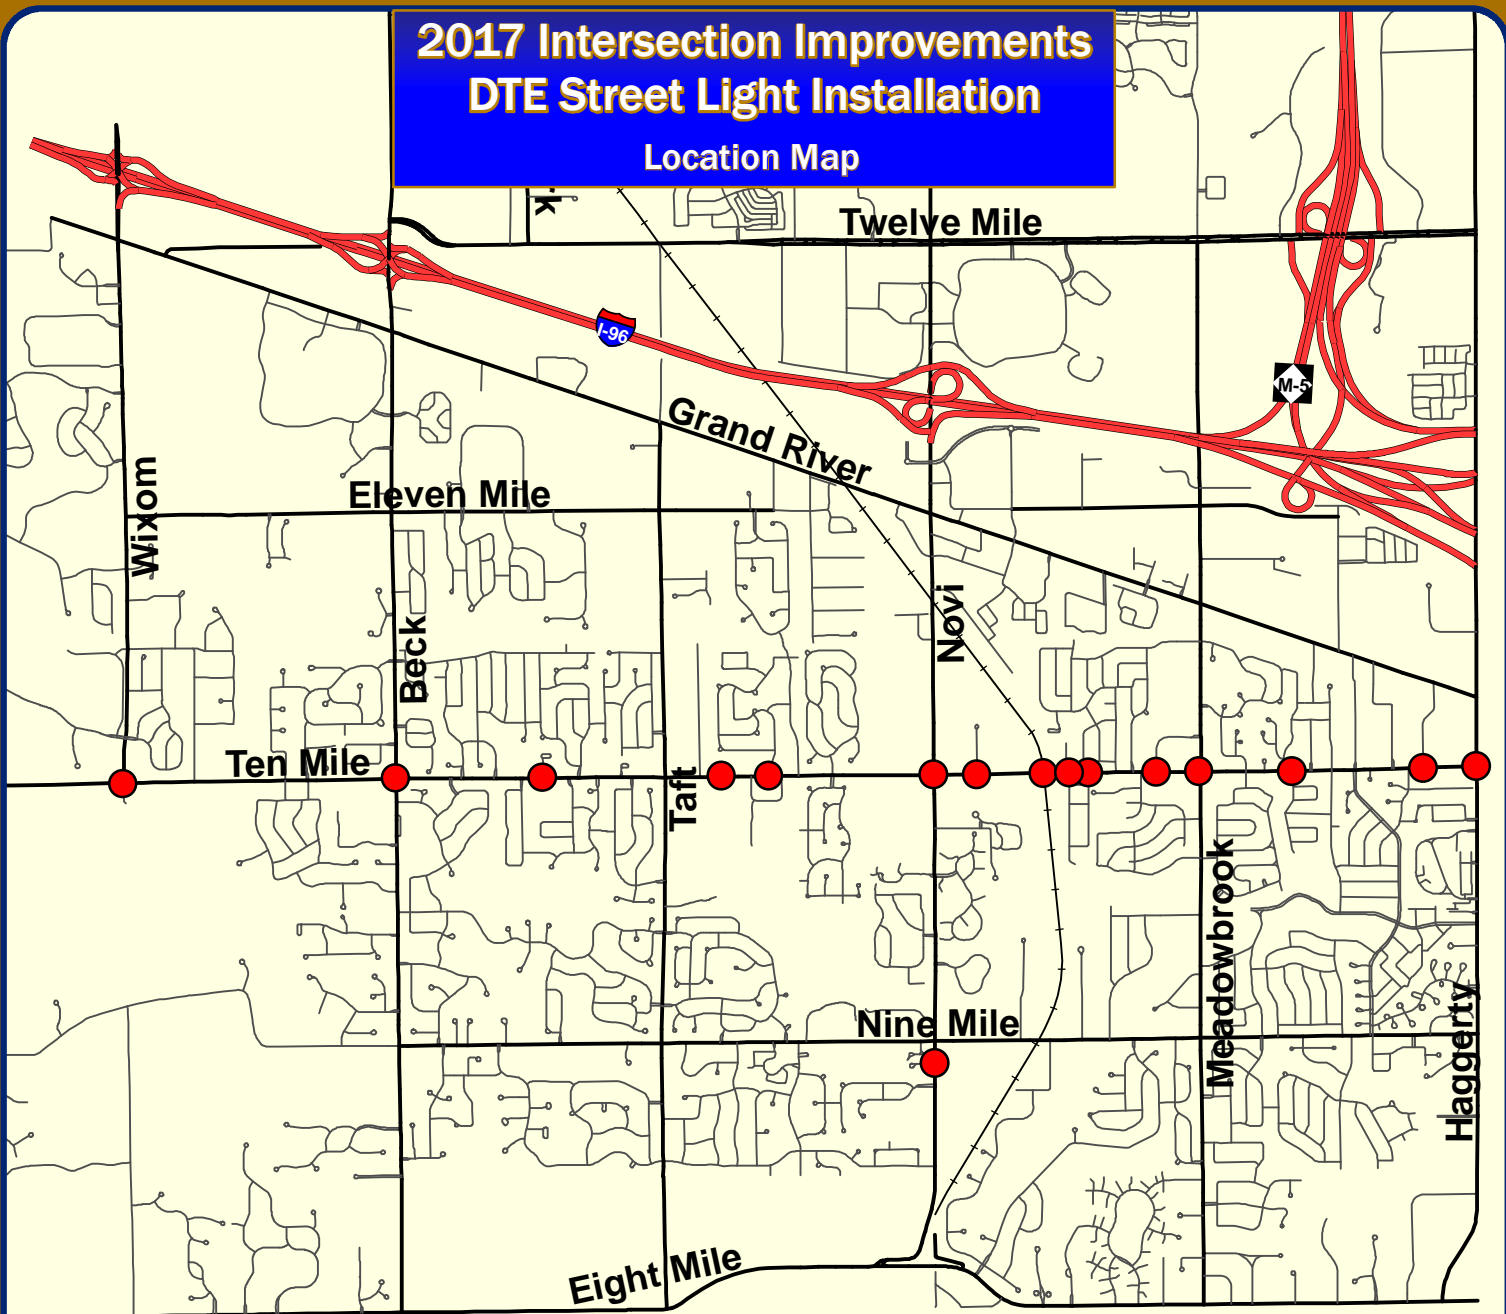 2017 Intersection Improvements
DTE Street Light Installation
Location Map
rk
Twelve Mile
I-96
M-5
Grand River
Eleven Mile
Wixom
Beck
Novi
Ten Mile
Taft
Meadowbrook
Nine Mile
Haggerty
Eight Mile